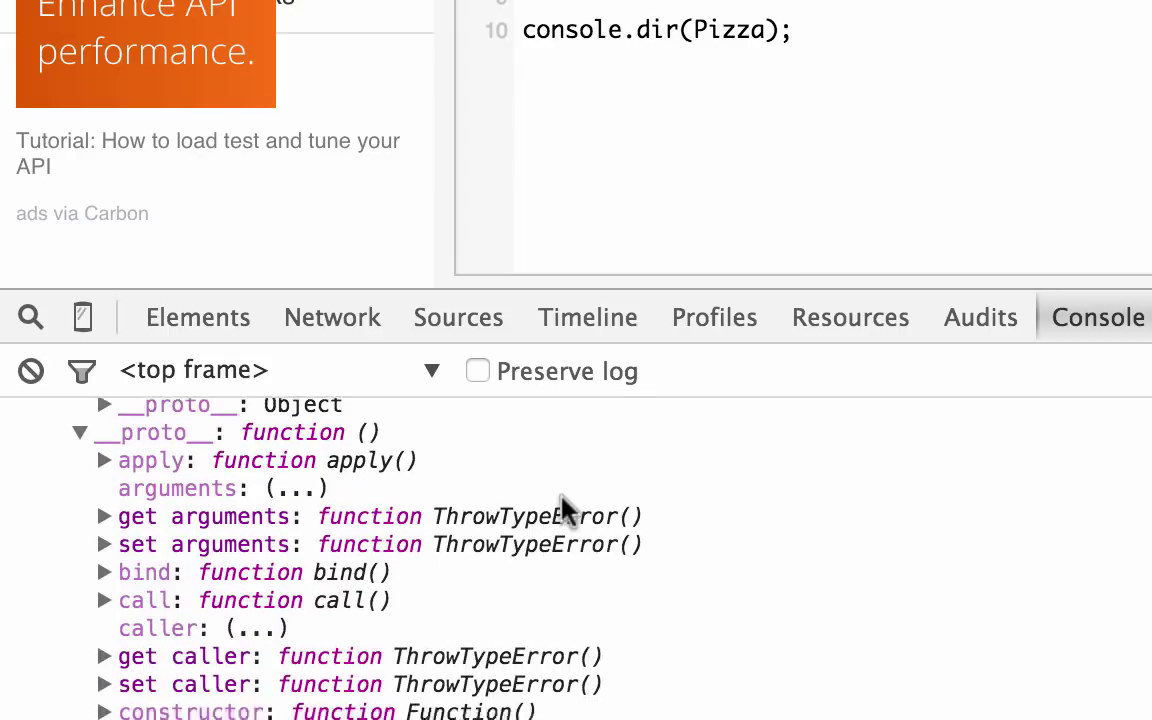 Enhance API
performance.
Tutorial: How to load test and tune your
API
ads via Carbon
10 console.dir(Pizza);
Elements Network Sources Timeline Profiles Resources Audits Console
<top frame> ▼ Preserve log
▶ __proto__: Object
▼ __proto__: function ()
▶ apply: function apply()
arguments: (...)
▶ get arguments: function ThrowTypeError()
▶ set arguments: function ThrowTypeError()
▶ bind: function bind()
▶ call: function call()
caller: (...)
▶ get caller: function ThrowTypeError()
▶ set caller: function ThrowTypeError()
▶ constructor: function Function()